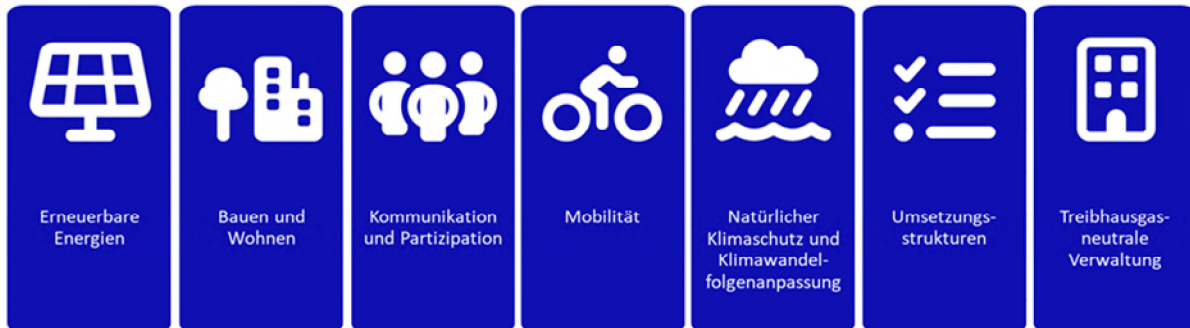 Erneuerbare
Energien
Bauen und
Wohnen
Kommunikation
und Partizipation
Mobilität
Natürlicher
Klimaschutz und
Klimawandel-
folgenanpassung
Umsetzungs-
strukturen
Treibhausgas-
neutrale
Verwaltung